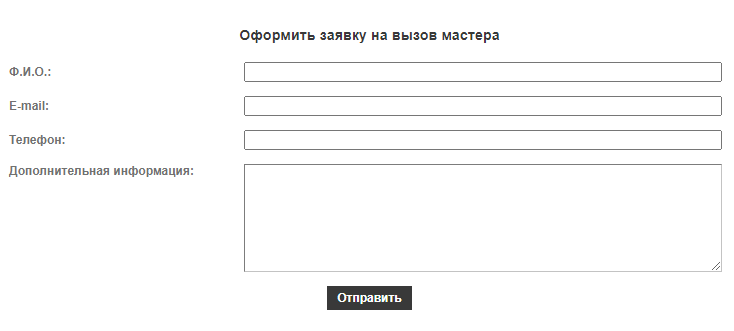 Оформить заявку на вызов мастера
Ф.И.О.:
E-mail:
Телефон:
Дополнительная информация:
Отправить